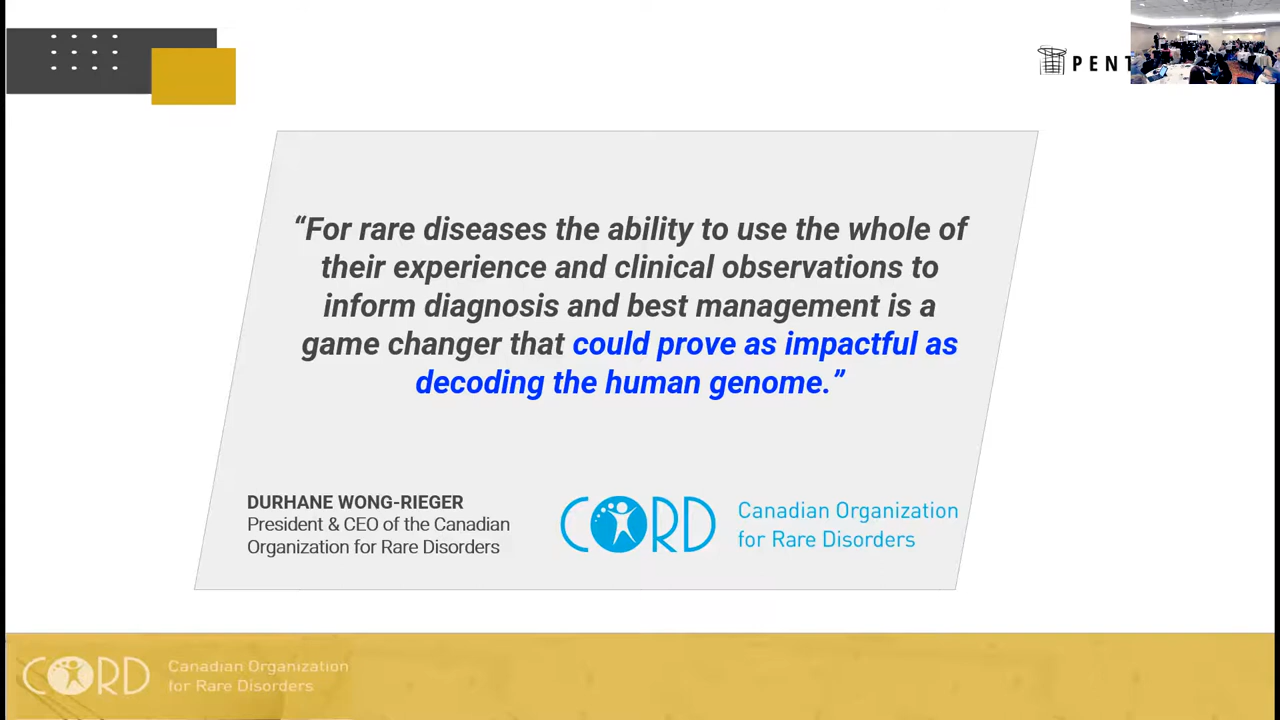 PENT
“For rare diseases the ability to use the whole of
their experience and clinical observations to
inform diagnosis and best management is a
game changer that could prove as impactful as
decoding the human genome.”
DURHANE WONG-RIEGER
President & CEO of the Canadian
Organization for Rare Disorders
CORD
Canadian Organization
for Rare Disorders
CORD
Canadian Organization
for Rare Disorders